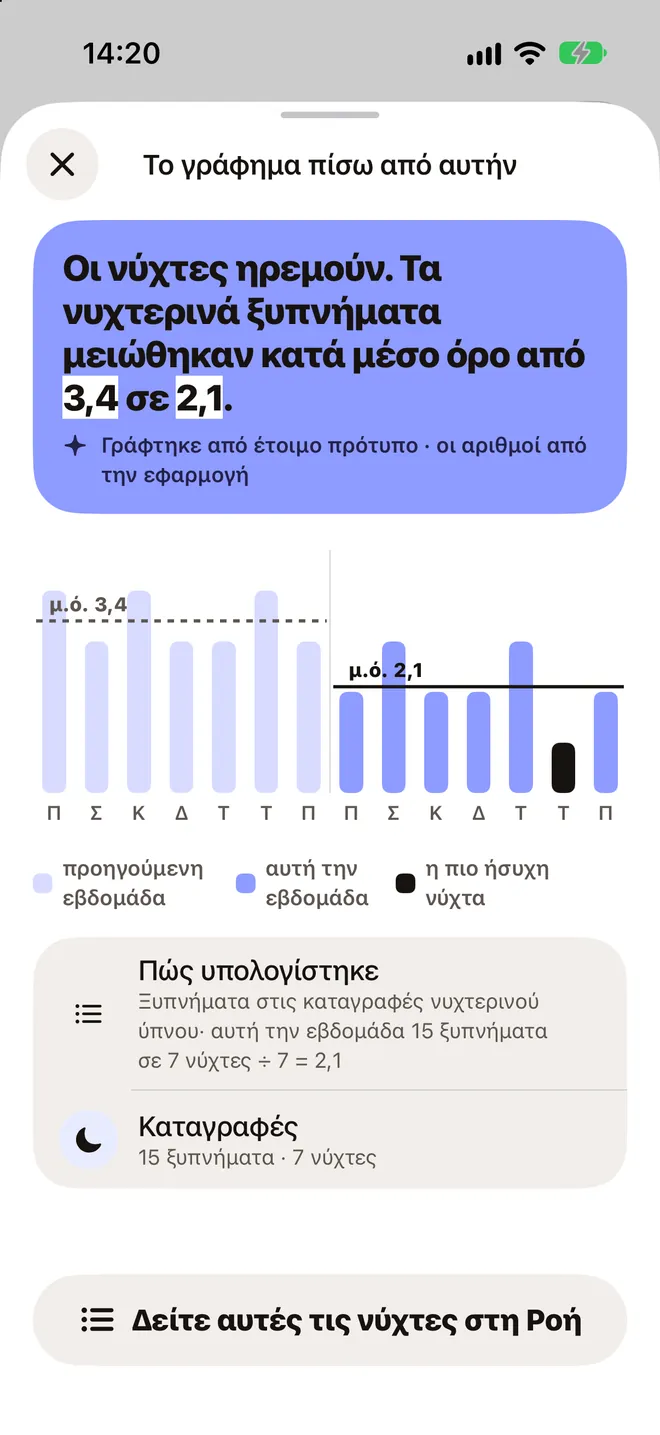 14:20
Το γράφημα πίσω από αυτήν
Οι νύχτες ηρεμούν. Τα
νυχτερινά ξυπνήματα
μειώθηκαν κατά μέσο όρο από
3,4 σε 2,1.
Γράφτηκε από έτοιμο πρότυπο · οι αριθμοί από
την εφαρμογή
μ.ό. 3,4
μ.ό. 2,1
Π Σ Κ Δ Τ Τ Π Π Σ Κ Δ Τ Τ Π
προηγούμενη
εβδομάδα
αυτή την
εβδομάδα
η πιο ήσυχη
νύχτα
Πώς υπολογίστηκε
Ξυπνήματα στις καταγραφές νυχτερινού
ύπνου· αυτή την εβδομάδα 15 ξυπνήματα
σε 7 νύχτες ÷ 7 = 2,1
Καταγραφές
15 ξυπνήματα · 7 νύχτες
Δείτε αυτές τις νύχτες στη Ροή